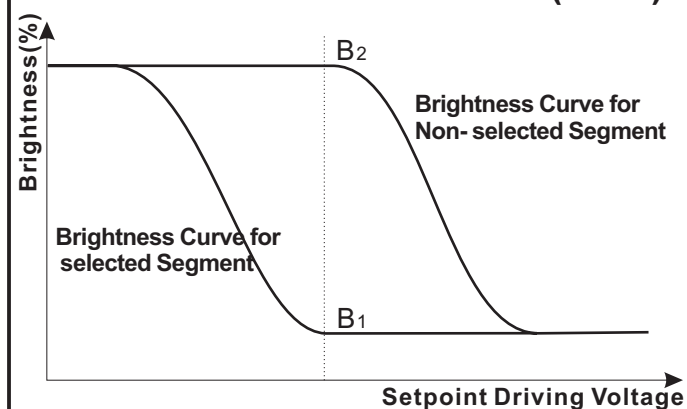 Brightness(%)
B2
Brightness Curve for
Non- selected Segment
Brightness Curve for
selected Segment
B1
Setpoint Driving Voltage